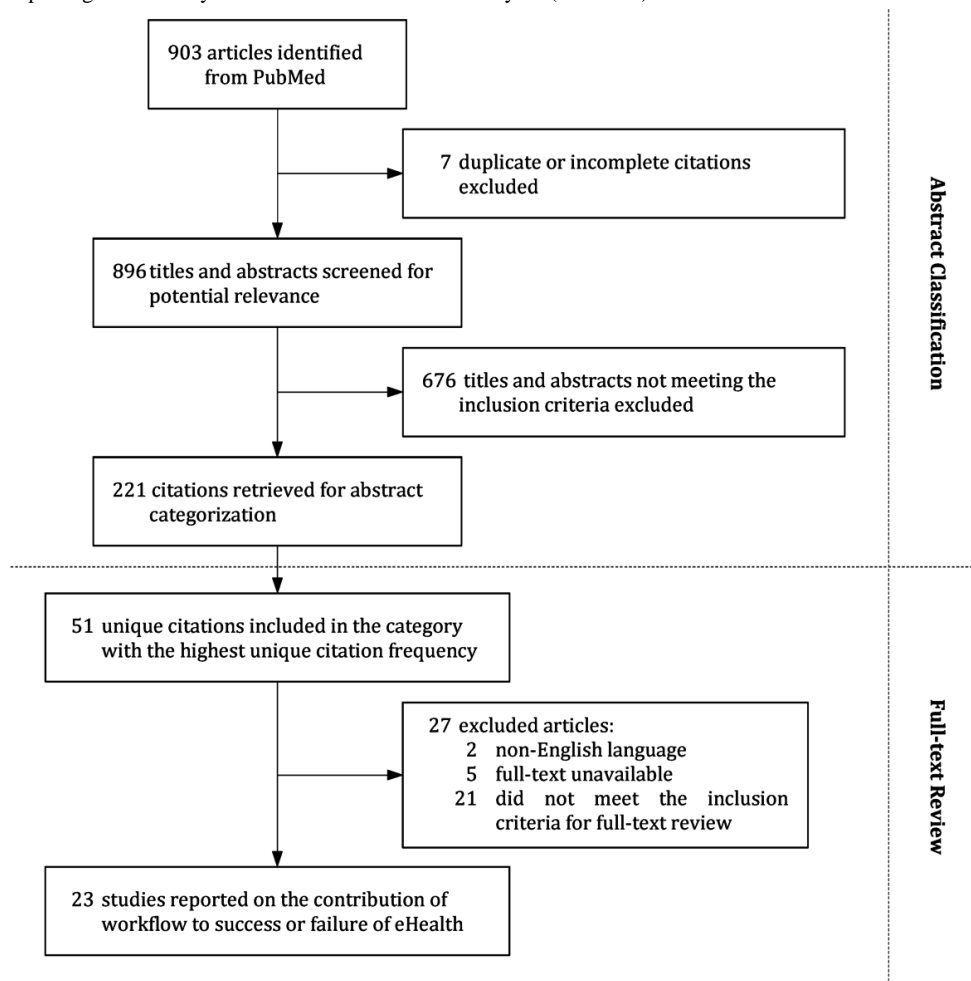 903 articles identified
from PubMed
7 duplicate or incomplete citations
excluded
896 titles and abstracts screened for
potential relevance
676 titles and abstracts not meeting the
inclusion criteria excluded
221 citations retrieved for abstract
categorization
Abstract Classification
51 unique citations included in the category
with the highest unique citation frequency
27 excluded articles:
2 non-English language
5 full-text unavailable
21 did not meet the inclusion
criteria for full-text review
23 studies reported on the contribution of
workflow to success or failure of eHealth
Full-text Review